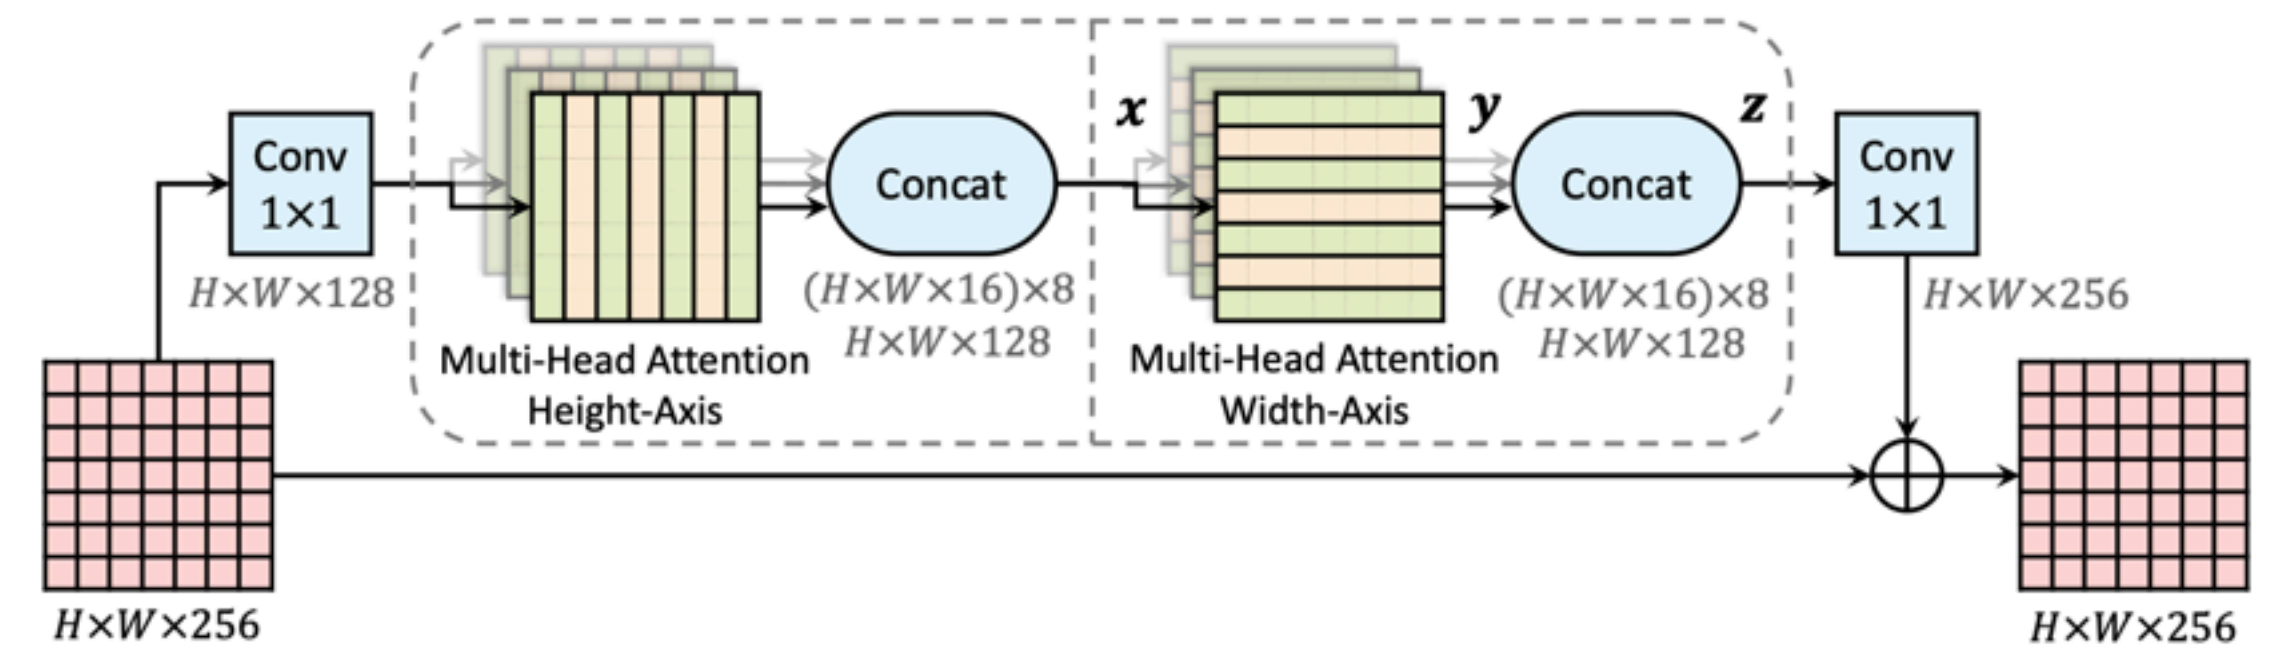 Conv
1×1
H×W×128
Multi-Head Attention
Height-Axis
Concat
(H×W×16)×8
H×W×128
x
Multi-Head Attention
Width-Axis
y
Concat
(H×W×16)×8
H×W×128
z
Conv
1×1
H×W×256
H×W×256
H×W×256